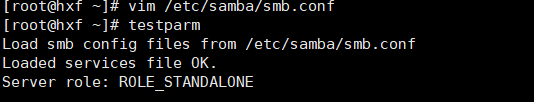 [root@hxf ~]# vim /etc/samba/smb.conf
[root@hxf ~]# testparm
Load smb config files from /etc/samba/smb.conf
Loaded services file OK.
Server role: ROLE_STANDALONE